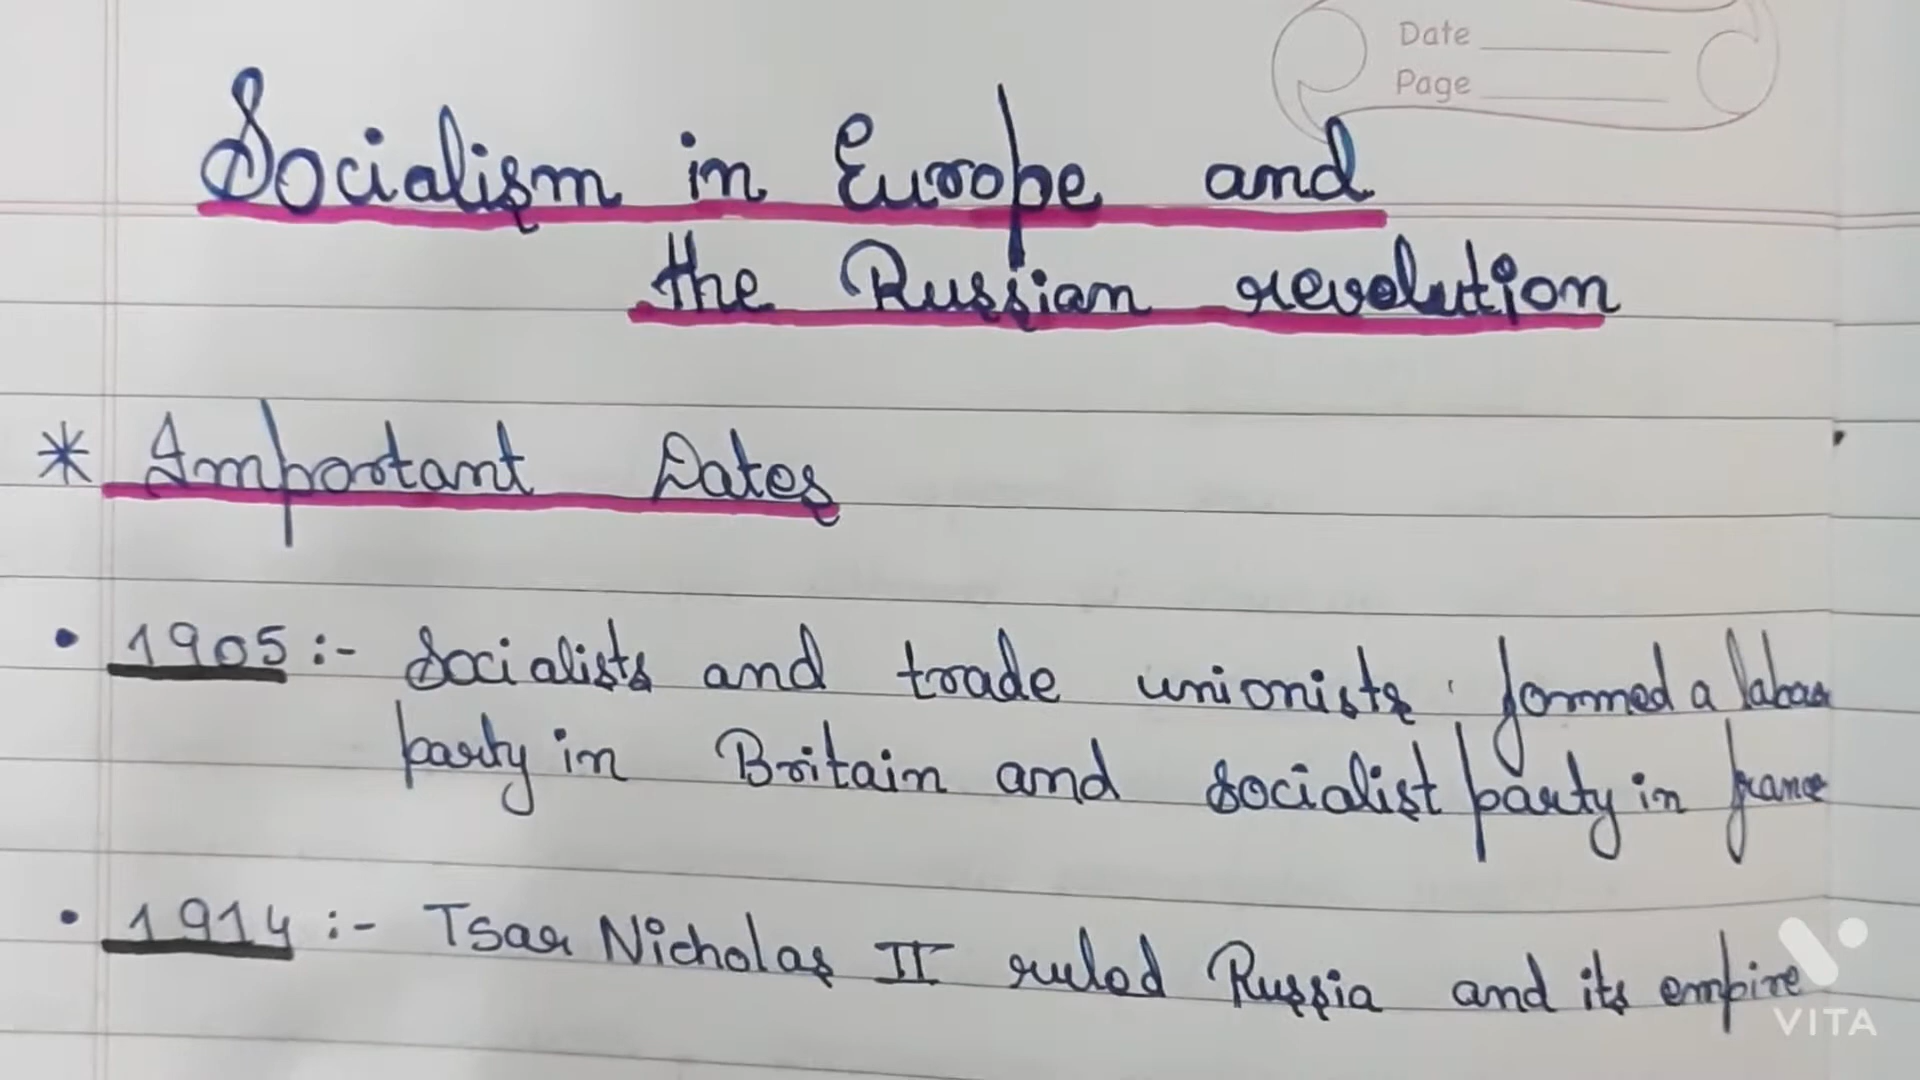 Date
Page
Socialism in Europe and
the Russian revolution
* Important Dates
• 1905 :- Socialists and trade unionists formed a labour
party in Britain and socialist party in france
• 1914 :- Tsar Nicholas II ruled Russia and its empire
VITA